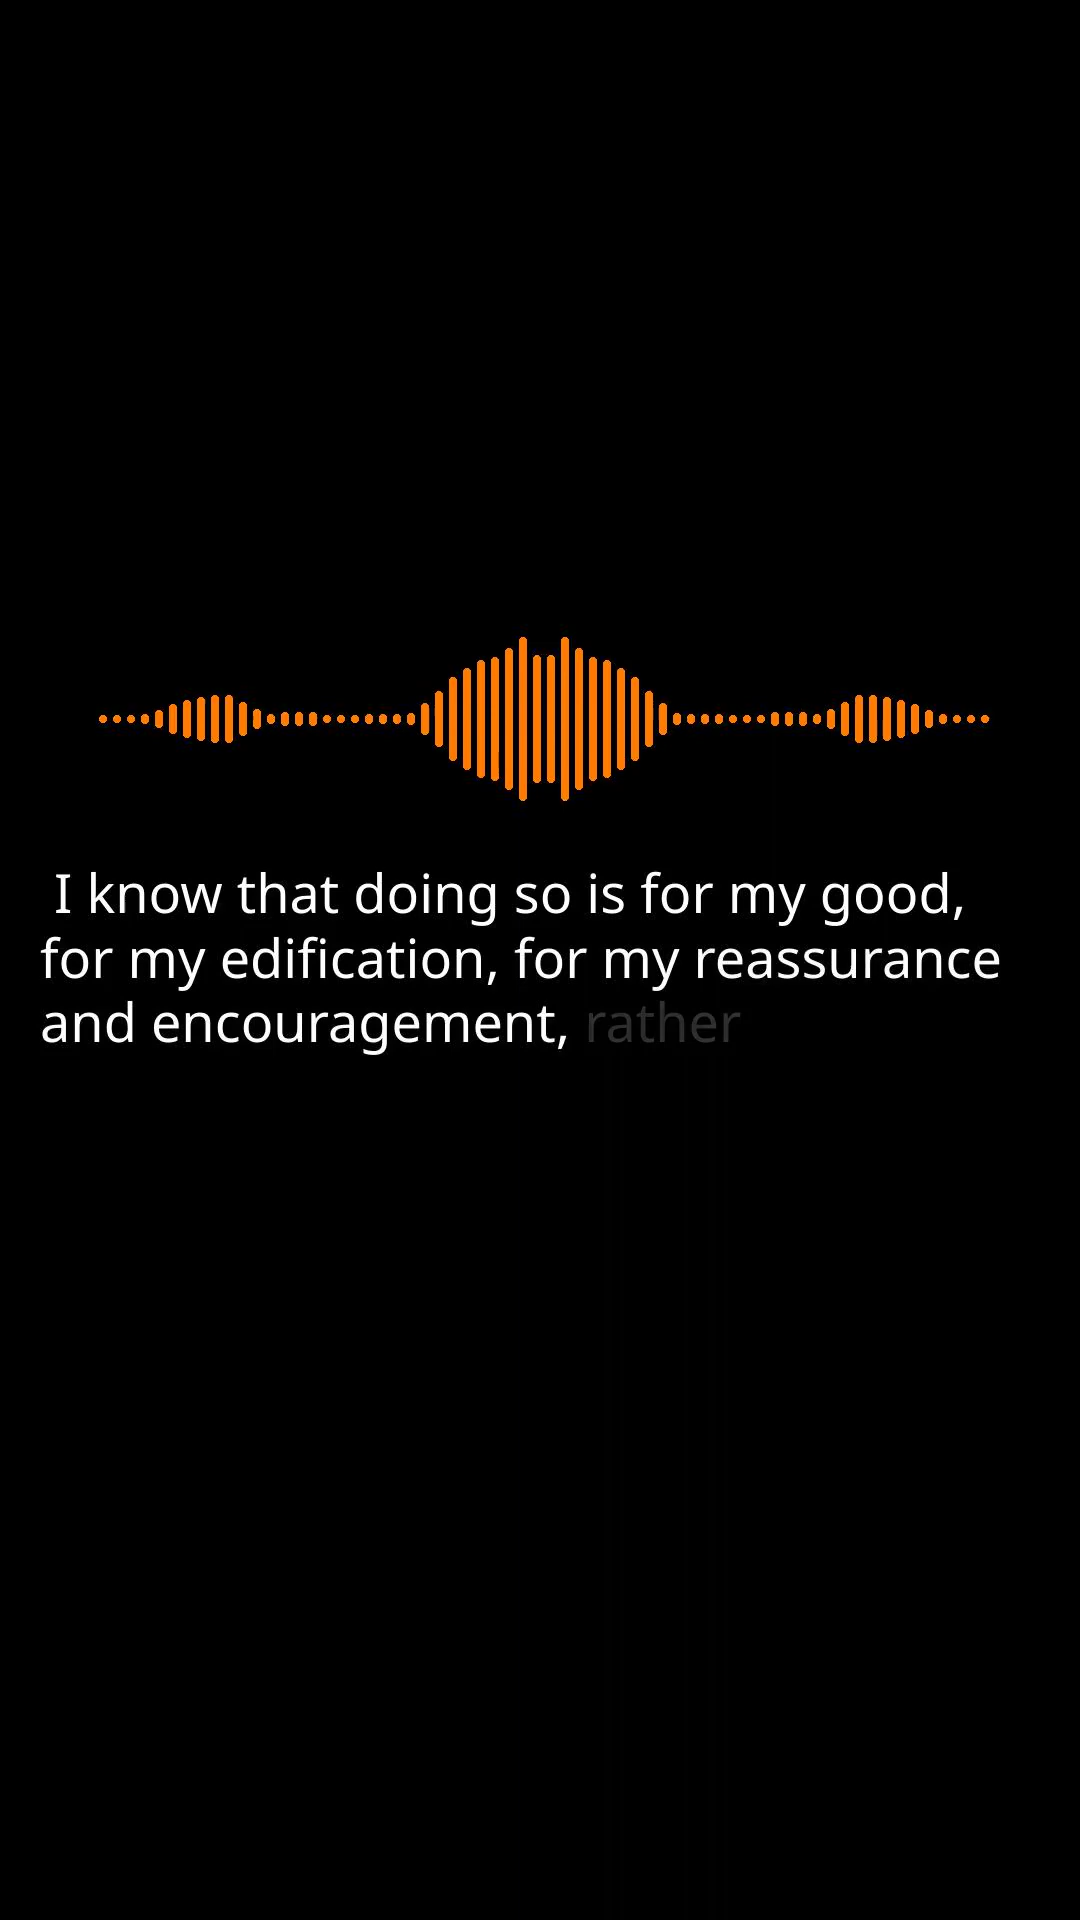 I know that doing so is for my good,
for my edification, for my reassurance
and encouragement, rather